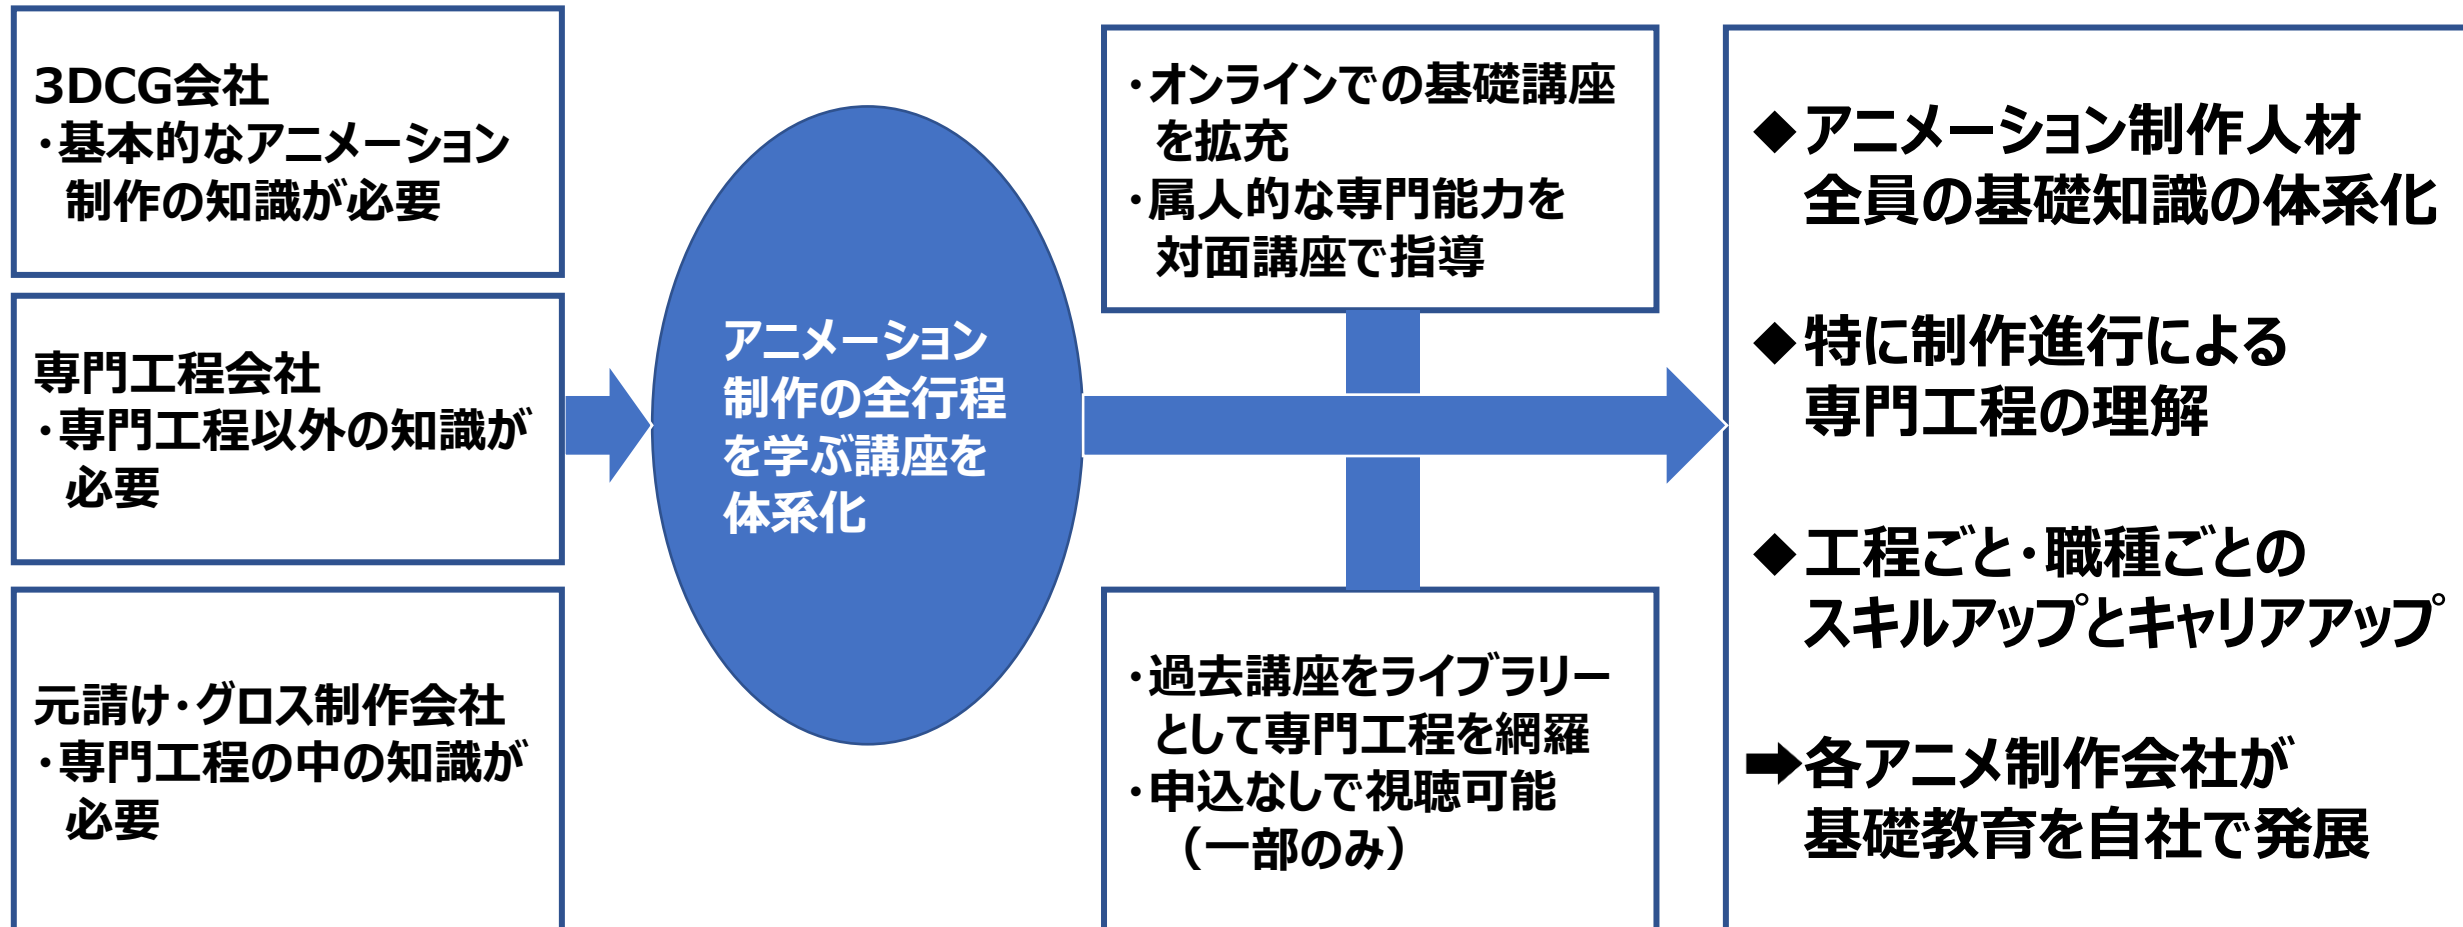 3DCG会社
・基本的なアニメーション
制作の知識が必要
専門工程会社
・専門工程以外の知識が
必要
元請け・グロス制作会社
・専門工程の中の知識が
必要
アニメーション
制作の全行程
を学ぶ講座を
体系化
・オンラインでの基礎講座
を拡充
・属人的な専門能力を
対面講座で指導
・過去講座をライブラリー
として専門工程を網羅
・申込なしで視聴可能
（一部のみ）
◆アニメーション制作人材
全員の基礎知識の体系化
◆特に制作進行による
専門工程の理解
◆工程ごと・職種ごとの
スキルアップとキャリアアップ
➡各アニメ制作会社が
基礎教育を自社で発展